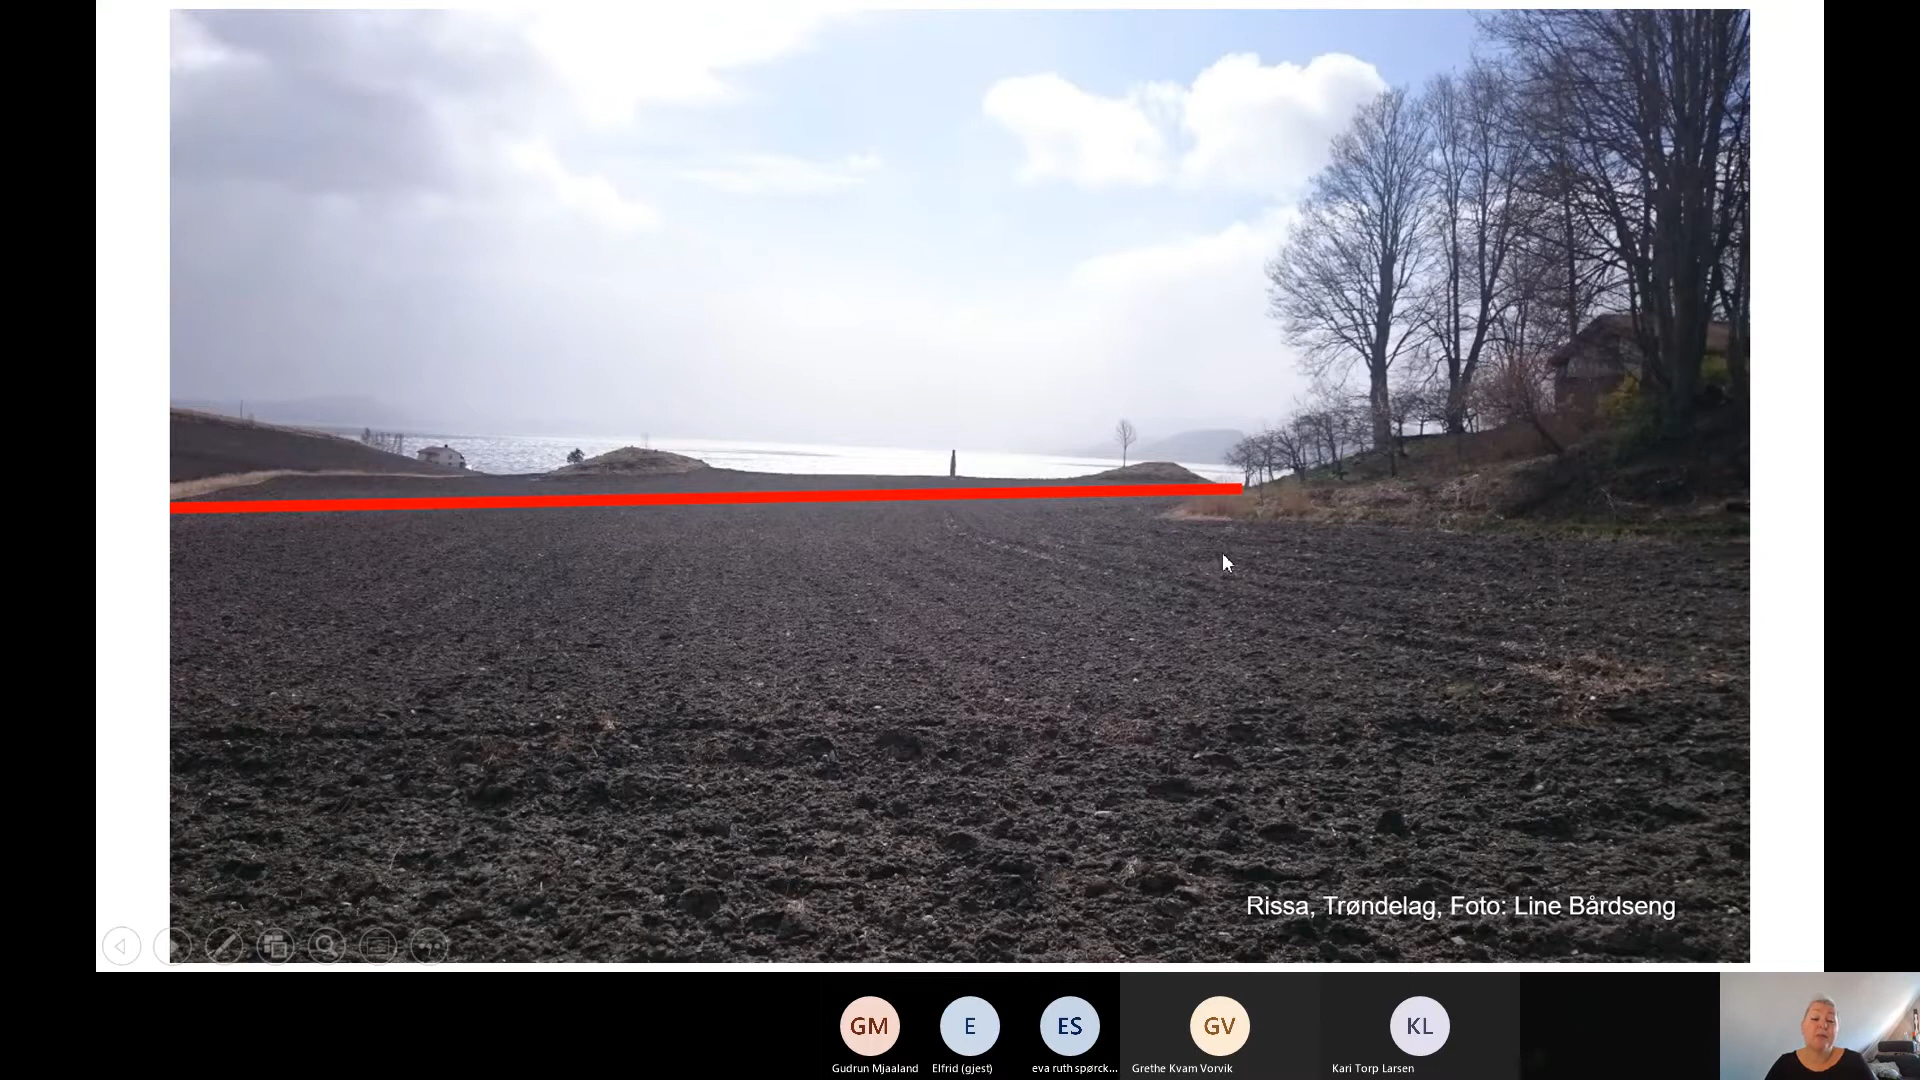 Rissa, Trøndelag, Foto: Line Bårdseng
GM
E
ES
GV
KL
Gudrun Mjaaland
Elfrid (gjest)
eva ruth spørck...
Grethe Kvam Vorvik
Kari Torp Larsen